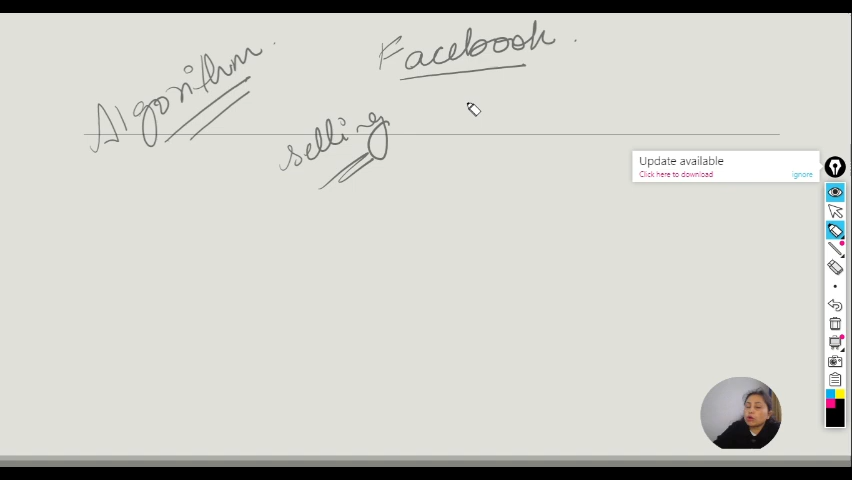 Facebook.
Algorithm.
selling
Update available
Click here to download
Ignore